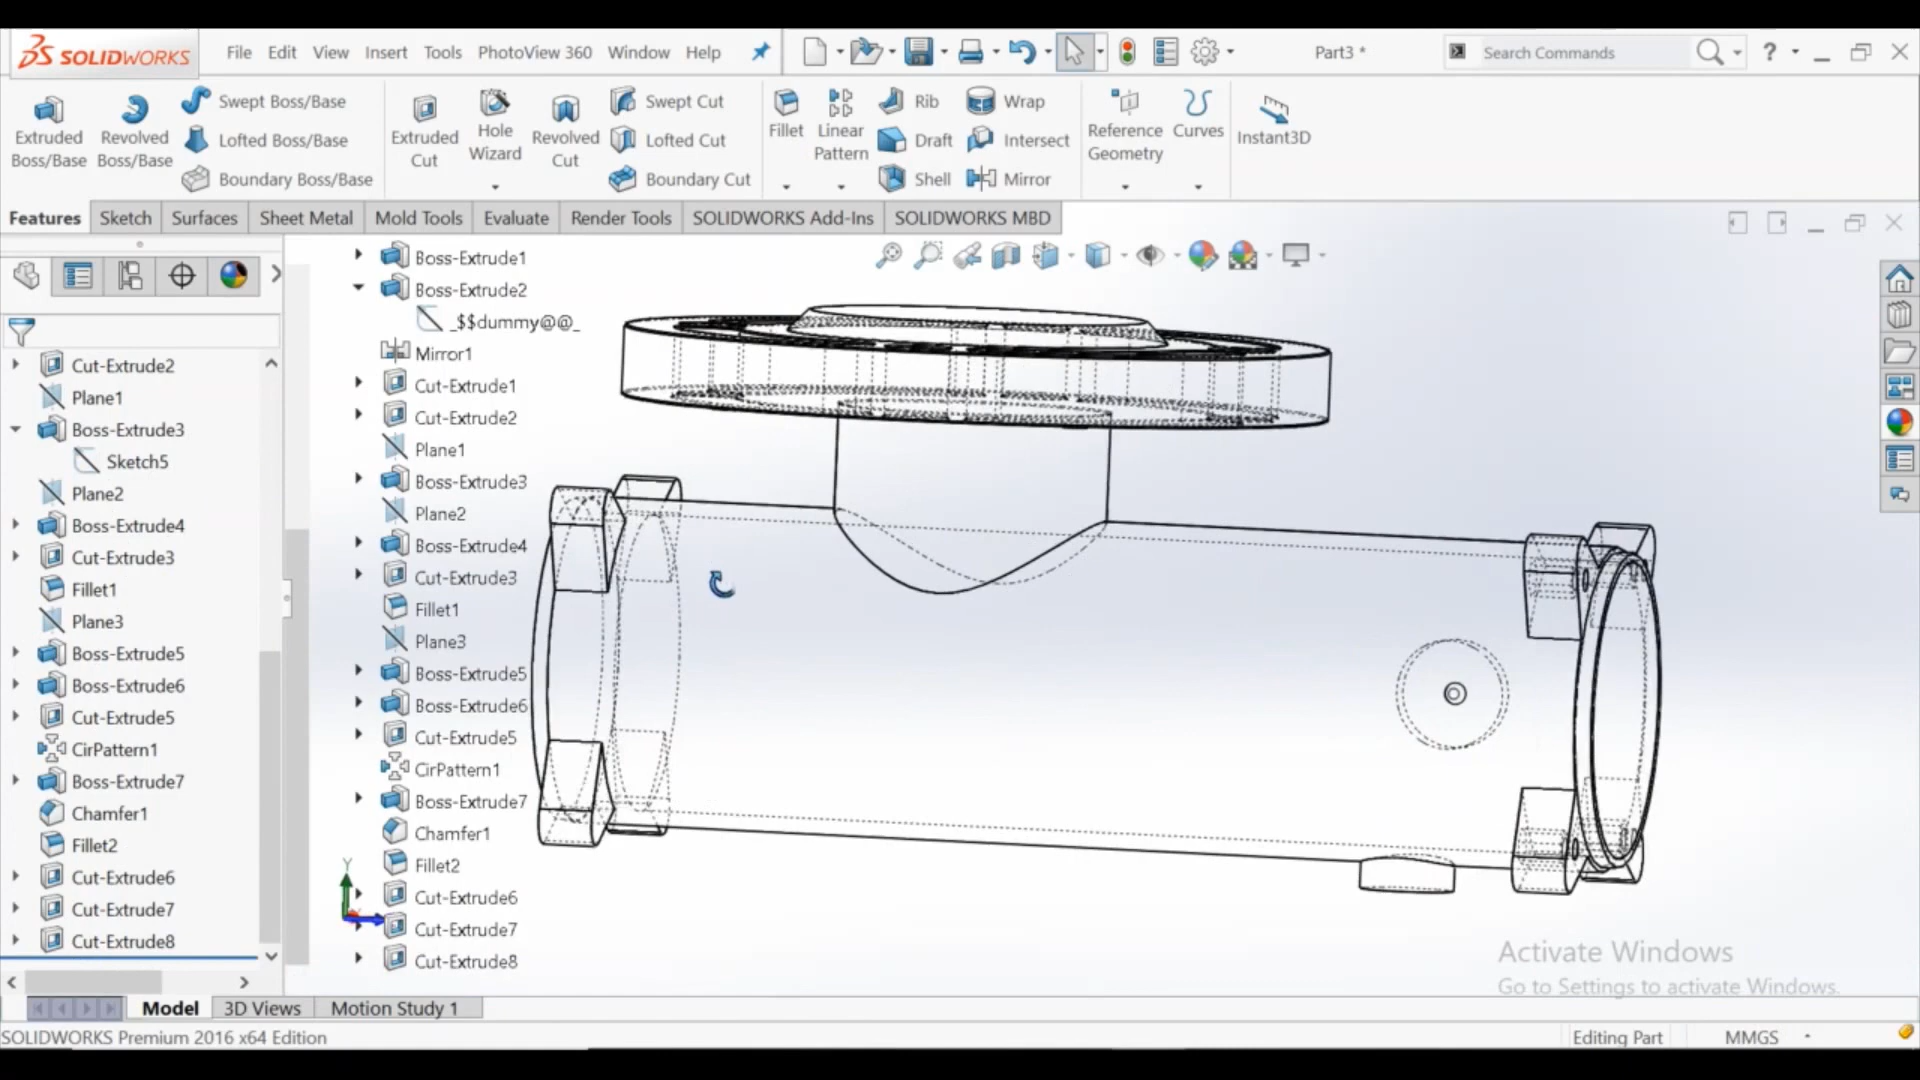 SOLIDWORKS
File Edit View Insert Tools PhotoView 360 Window Help
Part3 *
Search Commands
?
Extruded Boss/Base
Revolved Boss/Base
Swept Boss/Base
Lofted Boss/Base
Boundary Boss/Base
Extruded Cut
Hole Wizard
Revolved Cut
Swept Cut
Lofted Cut
Boundary Cut
Fillet
Linear Pattern
Rib
Draft
Shell
Wrap
Intersect
Mirror
Reference Geometry
Curves
Instant3D
Features Sketch Surfaces Sheet Metal Mold Tools Evaluate Render Tools SOLIDWORKS Add-Ins SOLIDWORKS MBD
Cut-Extrude2
Plane1
Boss-Extrude3
Sketch5
Plane2
Boss-Extrude4
Cut-Extrude3
Fillet1
Plane3
Boss-Extrude5
Boss-Extrude6
Cut-Extrude5
CirPattern1
Boss-Extrude7
Chamfer1
Fillet2
Cut-Extrude6
Cut-Extrude7
Cut-Extrude8
Boss-Extrude1
Boss-Extrude2
_$$dummy@@_
Mirror1
Cut-Extrude1
Cut-Extrude2
Plane1
Boss-Extrude3
Plane2
Boss-Extrude4
Cut-Extrude3
Fillet1
Plane3
Boss-Extrude5
Boss-Extrude6
Cut-Extrude5
CirPattern1
Boss-Extrude7
Chamfer1
Fillet2
Cut-Extrude6
Cut-Extrude7
Cut-Extrude8
Y
Activate Windows
Go to Settings to activate Windows.
Model 3D Views Motion Study 1
SOLIDWORKS Premium 2016 x64 Edition
Editing Part
MMGS